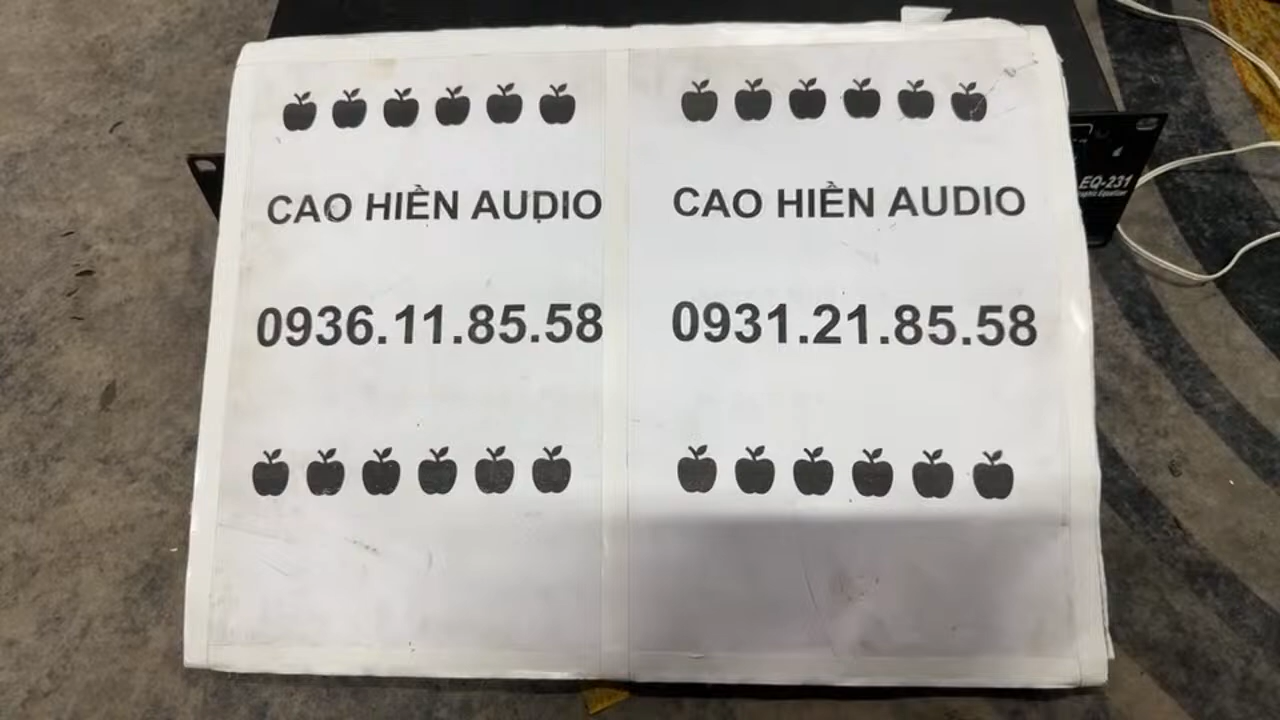 CAO HIỀN AUDIO
0936.11.85.58
CAO HIỀN AUDIO
0931.21.85.58
EQ-231